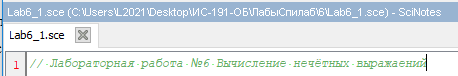 Lab6_1.sce (C:\Users\L2021\Desktop\ИС-191-ОБ\ЛабыСпилаб\6\Lab6_1.sce) - SciNotes
Lab6_1.sce
1 // Лабораторная работа №6 Вычисление нечётных выражаений